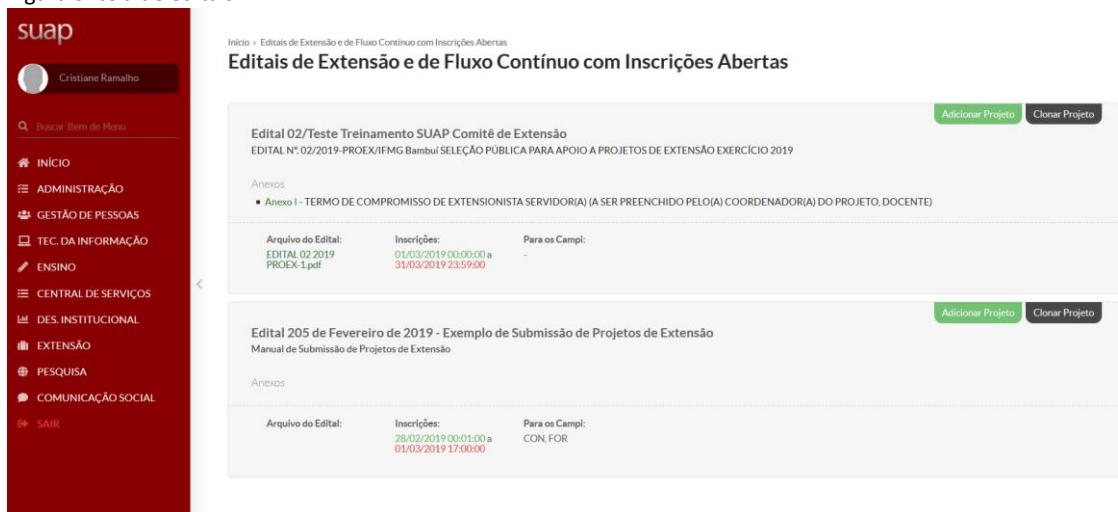 suap
Cristiane Ramalho
Buscar Item de Menu
INÍCIO
ADMINISTRAÇÃO
GESTÃO DE PESSOAS
TEC. DA INFORMAÇÃO
ENSINO
CENTRAL DE SERVIÇOS
DES. INSTITUCIONAL
EXTENSÃO
PESQUISA
COMUNICAÇÃO SOCIAL
SAIR
Início » Editais de Extensão e de Fluxo Contínuo com Inscrições Abertas
Editais de Extensão e de Fluxo Contínuo com Inscrições Abertas
Adicionar Projeto Clonar Projeto
Edital 02/Teste Treinamento SUAP Comitê de Extensão
EDITAL Nº. 02/2019-PROEX/IFMG Bambuí SELEÇÃO PÚBLICA PARA APOIO A PROJETOS DE EXTENSÃO EXERCÍCIO 2019
Anexos
Anexo I - TERMO DE COMPROMISSO DE EXTENSIONISTA SERVIDOR(A) (A SER PREENCHIDO PELO(A) COORDENADOR(A) DO PROJETO, DOCENTE)
Arquivo do Edital: Inscrições: Para os Campi:
EDITAL 02 2019 01/03/2019 00:00:00 a -
PROEX-1.pdf 31/03/2019 23:59:00
Adicionar Projeto Clonar Projeto
Edital 205 de Fevereiro de 2019 - Exemplo de Submissão de Projetos de Extensão
Manual de Submissão de Projetos de Extensão
Anexos
Arquivo do Edital: Inscrições: Para os Campi:
28/02/2019 00:01:00 a CON, FOR
01/03/2019 17:00:00